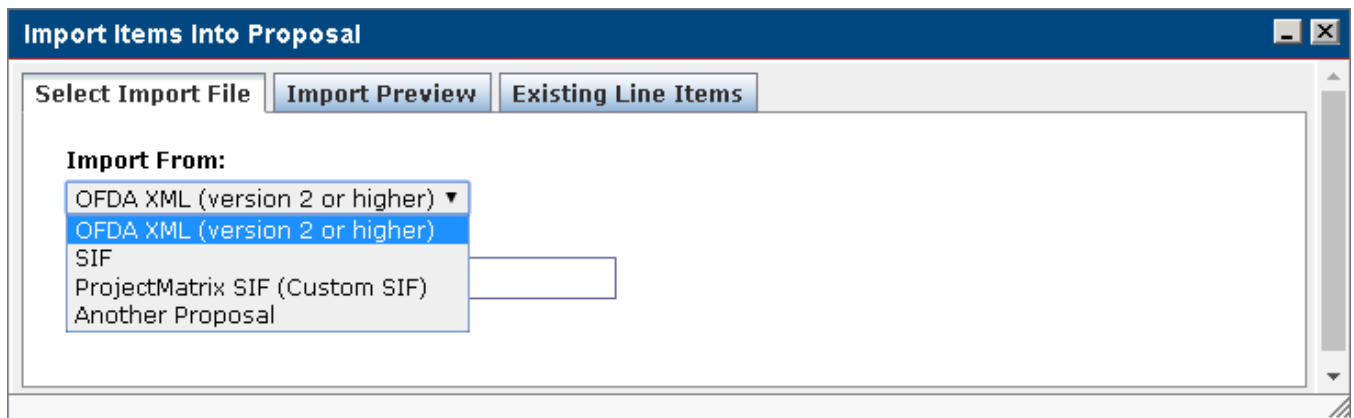 Import Items Into Proposal
Select Import File Import Preview Existing Line Items
Import From:
OFDA XML (version 2 or higher)
OFDA XML (version 2 or higher)
SIF
ProjectMatrix SIF (Custom SIF)
Another Proposal